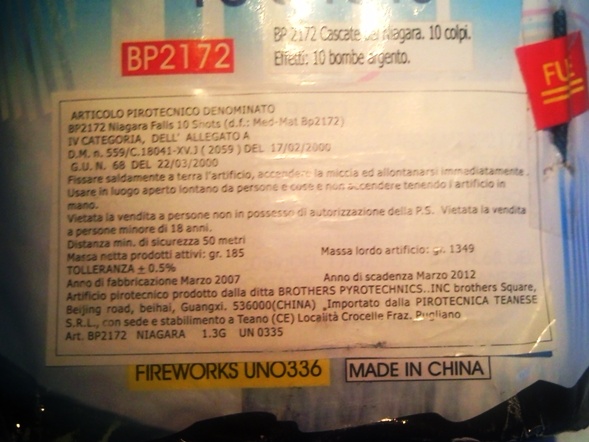 BP2172
BP 2172 Cascate del Niagara. 10 colpi.
Effetti: 10 bombe argento.
FU
ARTICOLO PIROTECNICO DENOMINATO
BP2172 Niagara Falls 10 Shots (d.f.: Med-Mat Bp2172)
IV CATEGORIA, DELL' ALLEGATO A
D.M. n. 559/C.18041-XV.J ( 2059 ) DEL 17/02/2000
G.U. N. 68 DEL 22/03/2000
Fissare saldamente a terra l'artificio, accendere la miccia ed allontanarsi immediatamente.
Usare in luogo aperto lontano da persone e cose e non accendere tenendo l'artificio in
mano.
Vietata la vendita a persone non in possesso di autorizzazione della P.S. Vietata la vendita
a persone minore di 18 anni.
Distanza min. di sicurezza 50 metri
Massa netta prodotti attivi: gr. 185 Massa lordo artificio: gr. 1349
TOLLERANZA ± 0.5%
Anno di fabbricazione Marzo 2007 Anno di scadenza Marzo 2012
Artificio pirotecnico prodotto dalla ditta BROTHERS PYROTECHNICS..INC brothers Square,
Beijing road, beihai, Guangxi. 536000(CHINA) Importato dalla PIROTECNICA TEANESE
S.R.L., con sede e stabilimento a Teano (CE) Località Crocelle Fraz. Pugliano
Art. BP2172 NIAGARA 1.3G UN 0335
FIREWORKS UNO336 MADE IN CHINA